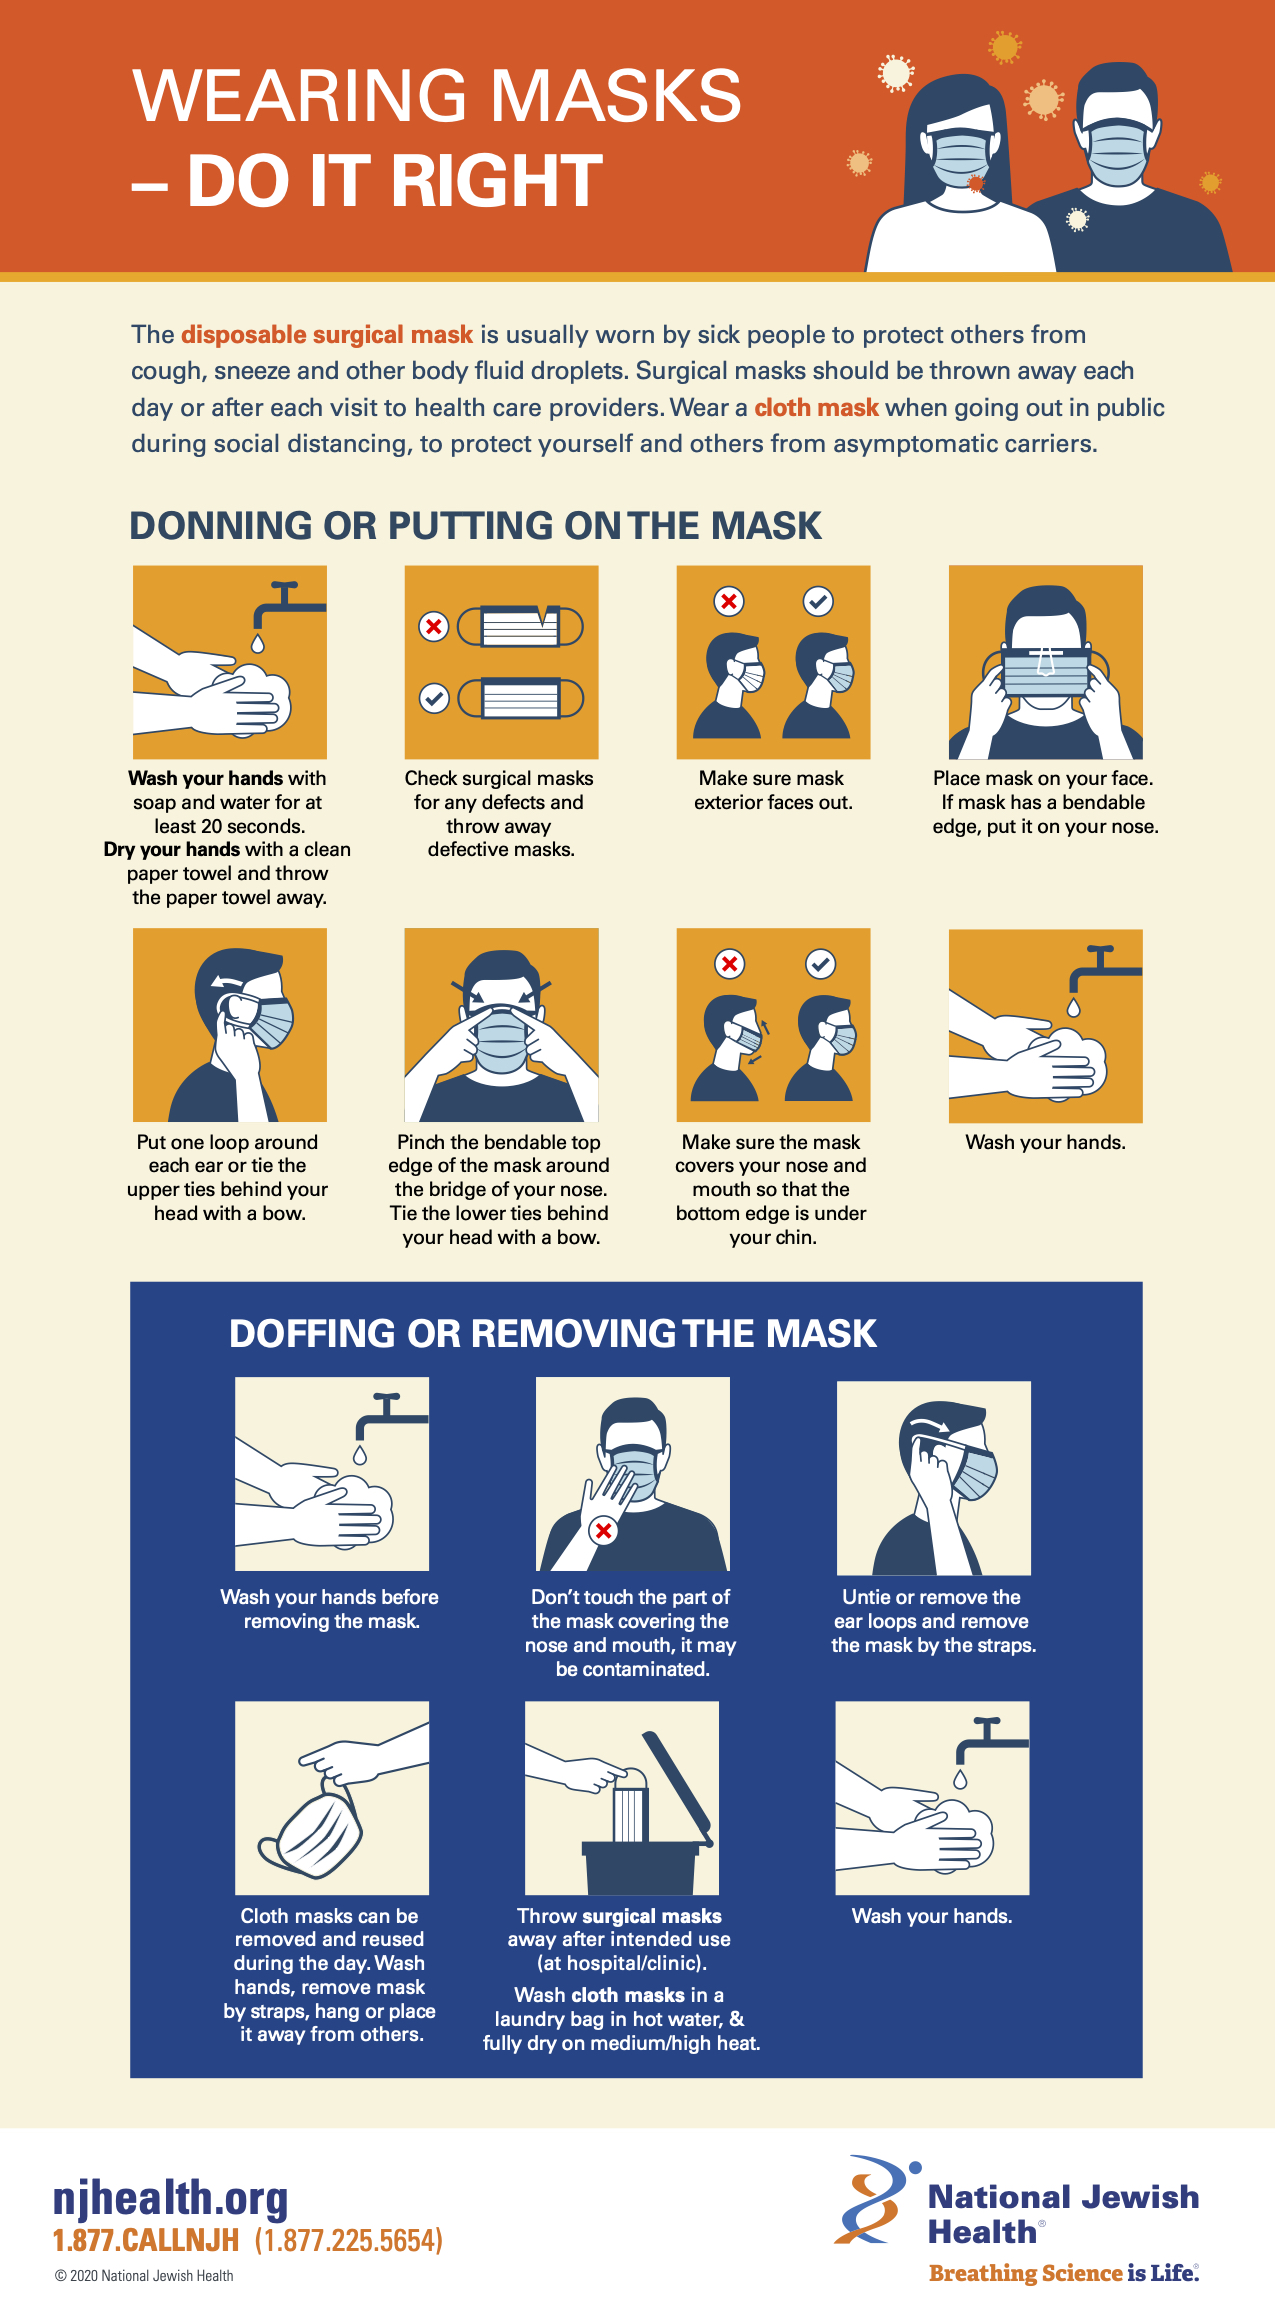 WEARING MASKS
– DO IT RIGHT
The disposable surgical mask is usually worn by sick people to protect others from
cough, sneeze and other body fluid droplets. Surgical masks should be thrown away each
day or after each visit to health care providers. Wear a cloth mask when going out in public
during social distancing, to protect yourself and others from asymptomatic carriers.
DONNING OR PUTTING ON THE MASK
Wash your hands with
soap and water for at
least 20 seconds.
Dry your hands with a clean
paper towel and throw
the paper towel away.
Check surgical masks
for any defects and
throw away
defective masks.
Make sure mask
exterior faces out.
Place mask on your face.
If mask has a bendable
edge, put it on your nose.
Put one loop around
each ear or tie the
upper ties behind your
head with a bow.
Pinch the bendable top
edge of the mask around
the bridge of your nose.
Tie the lower ties behind
your head with a bow.
Make sure the mask
covers your nose and
mouth so that the
bottom edge is under
your chin.
Wash your hands.
DOFFING OR REMOVING THE MASK
Wash your hands before
removing the mask.
Don't touch the part of
the mask covering the
nose and mouth, it may
be contaminated.
Untie or remove the
ear loops and remove
the mask by the straps.
Cloth masks can be
removed and reused
during the day. Wash
hands, remove mask
by straps, hang or place
it away from others.
Throw surgical masks
away after intended use
(at hospital/clinic).
Wash cloth masks in a
laundry bag in hot water, &
fully dry on medium/high heat.
Wash your hands.
njhealth.org
1.877.CALLNJH (1.877.225.5654)
© 2020 National Jewish Health
National Jewish
Health®
Breathing Science is Life.®